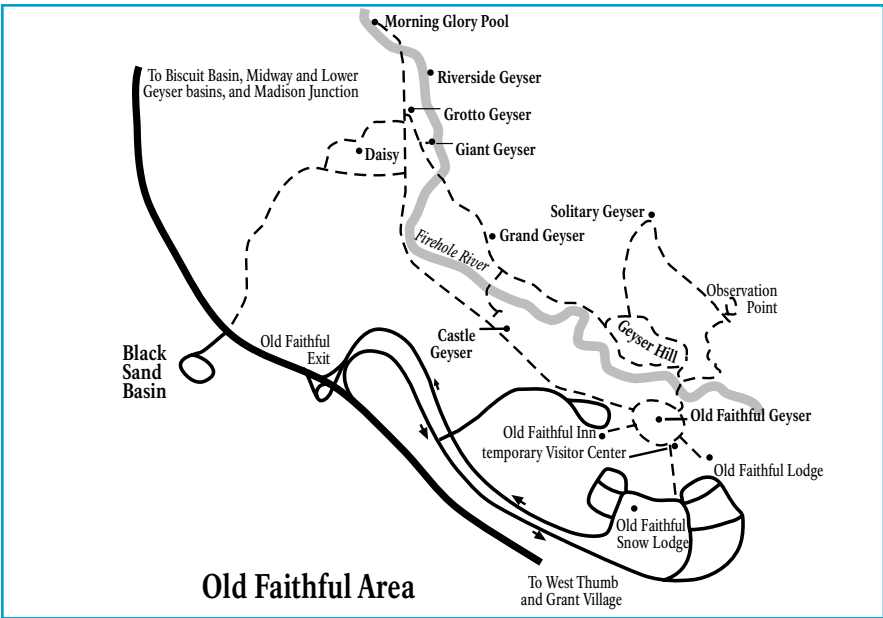 Morning Glory Pool
To Biscuit Basin, Midway and Lower
Geyser basins, and Madison Junction
Riverside Geyser
Grotto Geyser
Daisy
Giant Geyser
Solitary Geyser
Grand Geyser
Firehole River
Observation
Point
Black
Sand
Basin
Old Faithful
Exit
Castle
Geyser
Geyser Hill
Old Faithful Geyser
Old Faithful Inn
temporary Visitor Center
Old Faithful Lodge
Old Faithful
Snow Lodge
Old Faithful Area
To West Thumb
and Grant Village